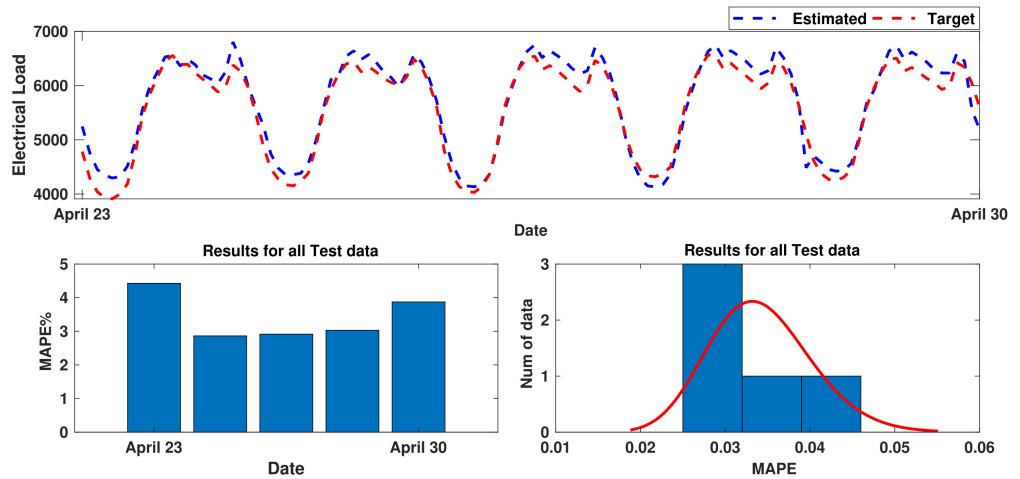 Estimated Target
7000
6000
5000
4000
Electrical Load
April 23 April 30
Date
Results for all Test data
5
4
3
2
1
0
MAPE%
April 23 April 30
Date
Results for all Test data
3
2
1
0
Num of data
0.01 0.02 0.03 0.04 0.05 0.06
MAPE